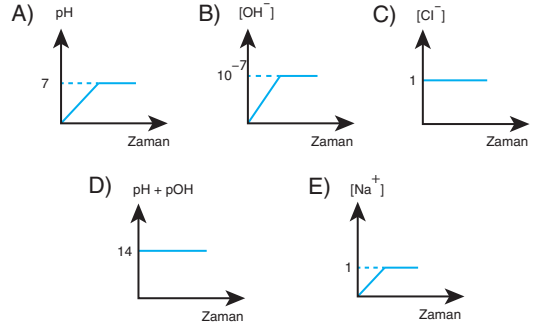 A) pH
7
Zaman
B) [OH⁻]
10⁻⁷
Zaman
C) [Cl⁻]
1
Zaman
D) pH + pOH
14
Zaman
E) [Na⁺]
1
Zaman